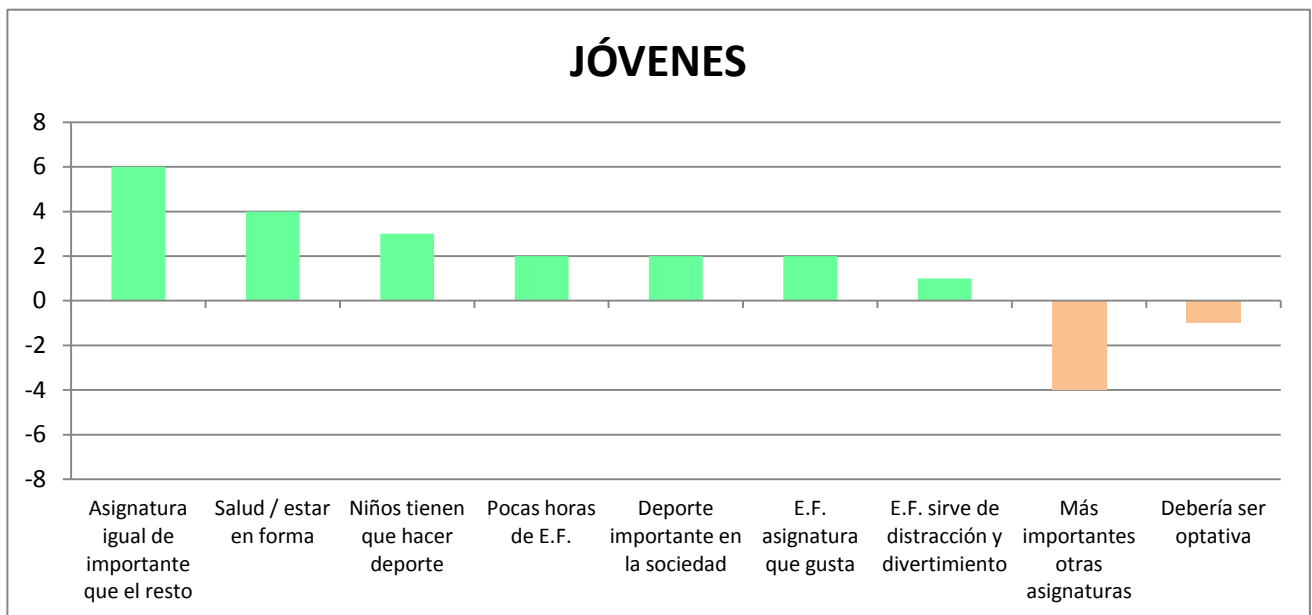 JÓVENES
8
6
4
2
0
-2
-4
-6
-8
Asignatura
igual de
importante
que el resto
Salud / estar
en forma
Niños tienen
que hacer
deporte
Pocas horas
de E.F.
Deporte
importante en
la sociedad
E.F.
asignatura
que gusta
E.F. sirve de
distracción y
divertimiento
Más
importantes
otras
asignaturas
Debería ser
optativa